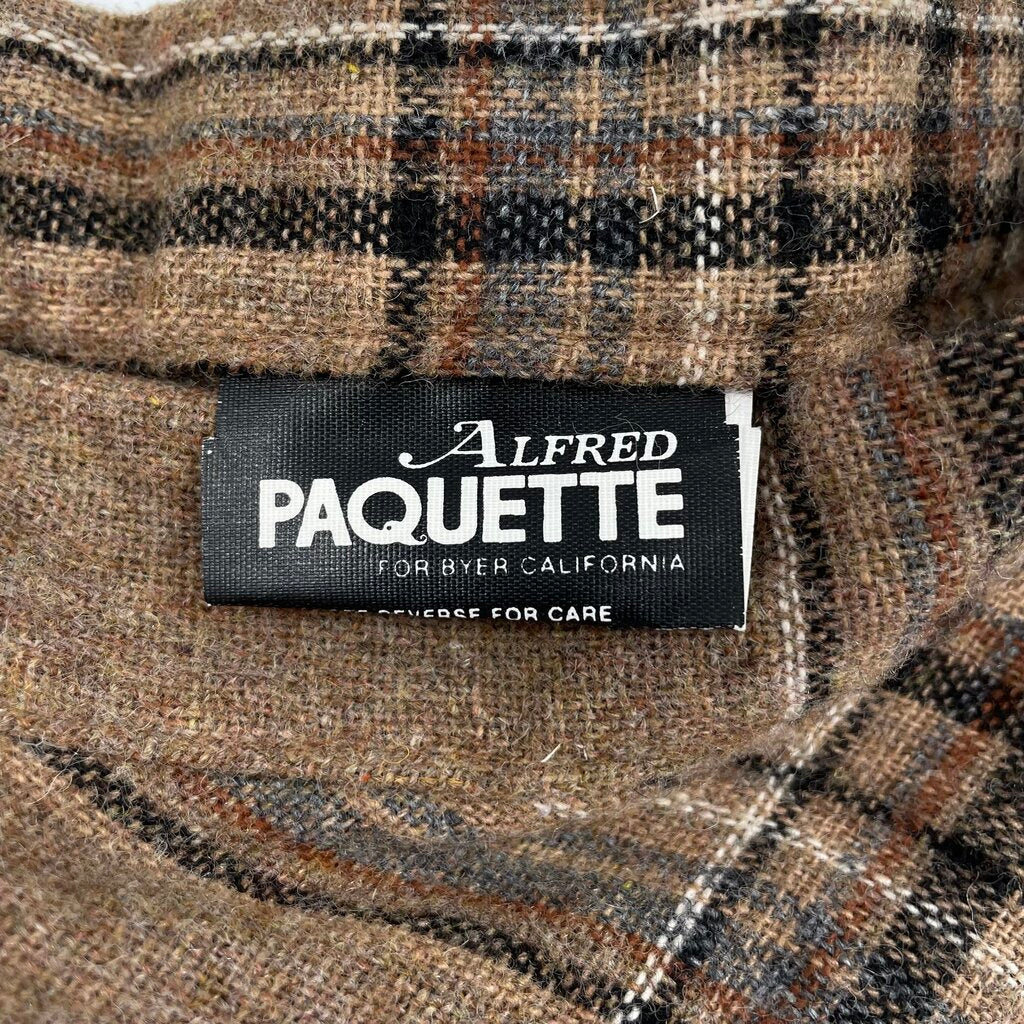 ALFRED
PAQUETTE
FOR BYER CALIFORNIA
REVERSE FOR CARE